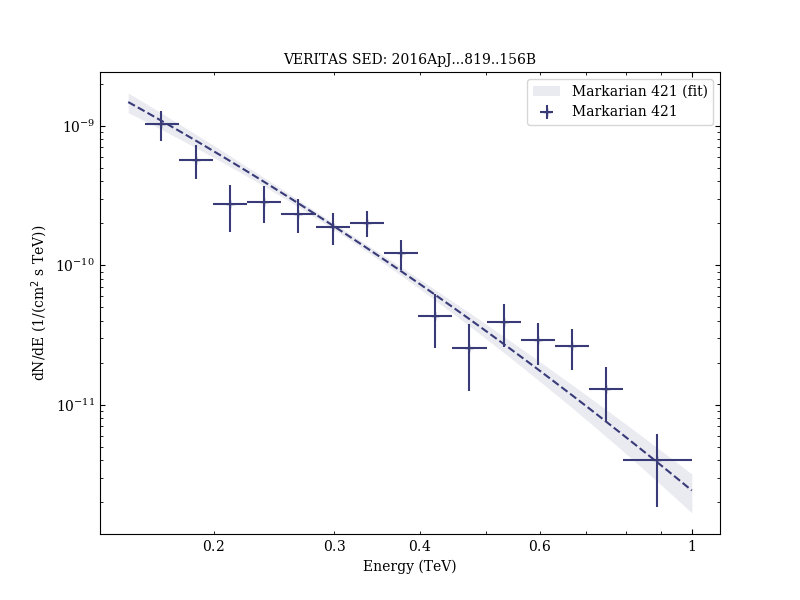 VERITAS SED: 2016ApJ...819..156B
Markarian 421 (fit)
Markarian 421
10⁻⁹
10⁻¹⁰
10⁻¹¹
dN/dE (1/(cm² s TeV))
0.2 0.3 0.4 0.6 1
Energy (TeV)